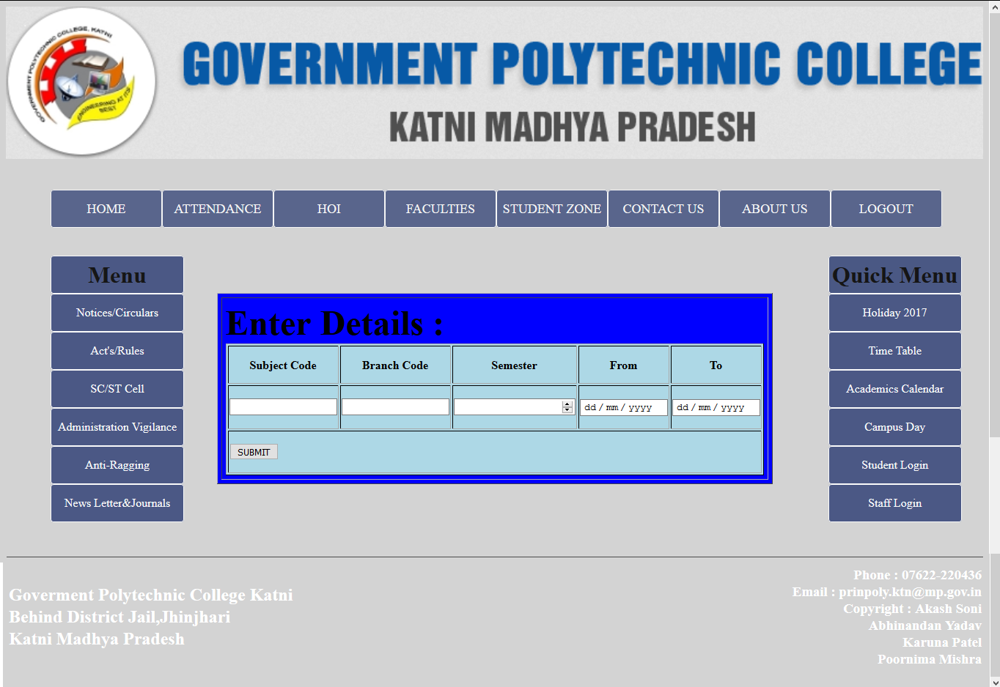 GOVERNMENT POLYTECHNIC COLLEGE, KATNI
ENGINEERING AT ITS
BEST
GOVERNMENT POLYTECHNIC COLLEGE
KATNI MADHYA PRADESH
HOME ATTENDANCE HOI FACULTIES STUDENT ZONE CONTACT US ABOUT US LOGOUT
Menu
Notices/Circulars
Act's/Rules
SC/ST Cell
Administration Vigilance
Anti-Ragging
News Letter&Journals
Enter Details :
Subject Code Branch Code Semester From To
dd / mm / yyyy dd / mm / yyyy
SUBMIT
Quick Menu
Holiday 2017
Time Table
Academics Calendar
Campus Day
Student Login
Staff Login
Goverment Polytechnic College Katni
Behind District Jail,Jhinjhari
Katni Madhya Pradesh
Phone : 07622-220436
Email : prinpoly.ktn@mp.gov.in
Copyright : Akash Soni
Abhinandan Yadav
Karuna Patel
Poornima Mishra